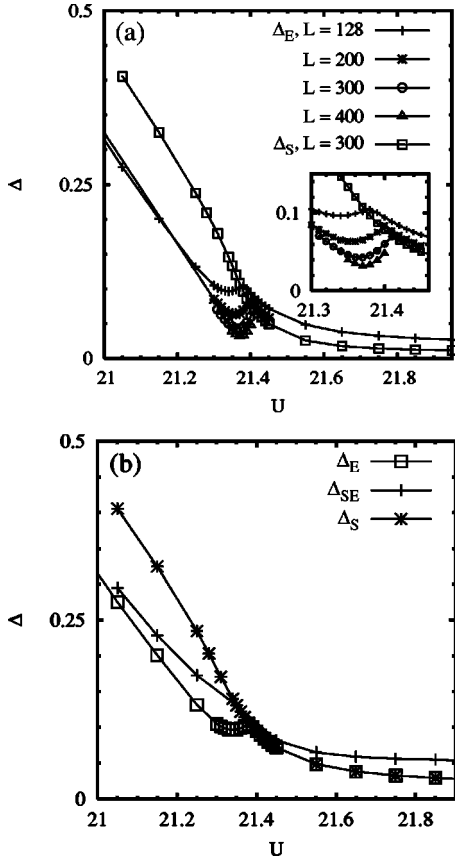 0.5
(a)
Δ_E, L = 128
L = 200
L = 300
L = 400
Δ_S, L = 300
Δ
0.25
0.1
0
21.3
21.4
0
21
21.2
21.4
21.6
21.8
U
0.5
(b)
Δ_E
Δ_SE
Δ_S
Δ
0.25
0
21
21.2
21.4
21.6
21.8
U